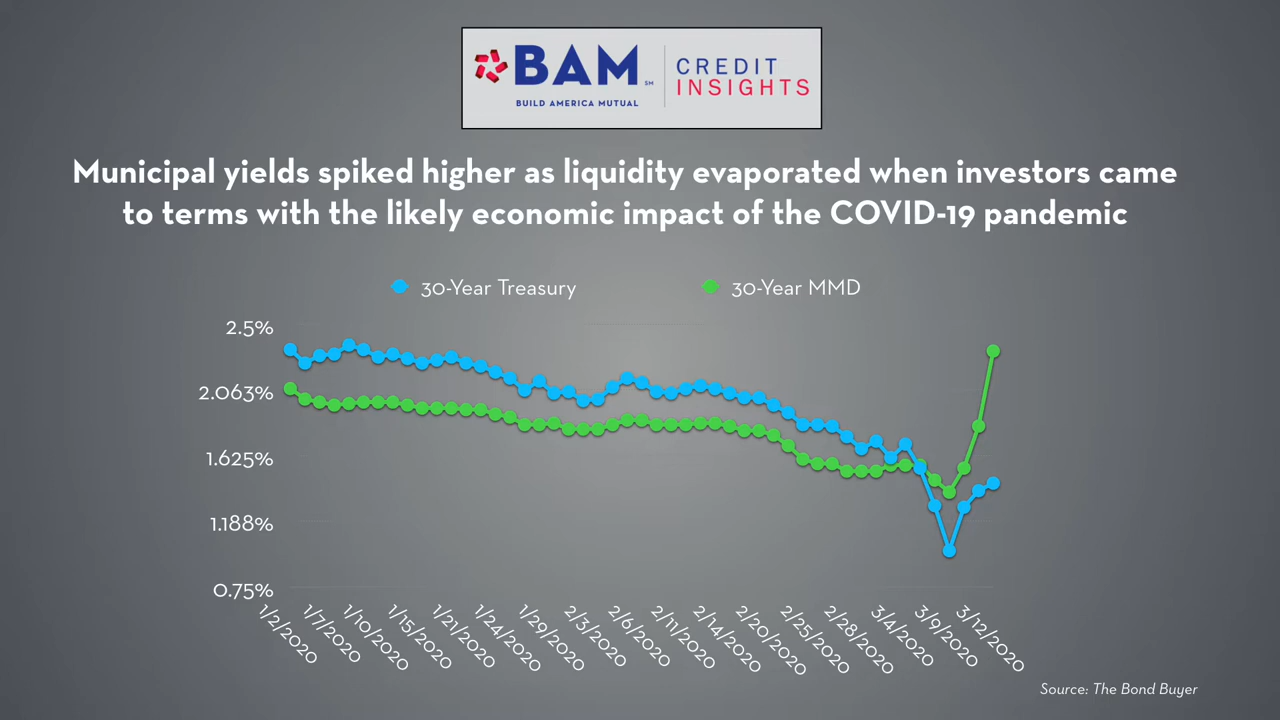 BAM SM
BUILD AMERICA MUTUAL
CREDIT
INSIGHTS
Municipal yields spiked higher as liquidity evaporated when investors came
to terms with the likely economic impact of the COVID-19 pandemic
30-Year Treasury
30-Year MMD
2.5%
2.063%
1.625%
1.188%
0.75%
1/2/2020
1/7/2020
1/10/2020
1/15/2020
1/21/2020
1/24/2020
1/29/2020
2/3/2020
2/6/2020
2/11/2020
2/14/2020
2/20/2020
2/25/2020
2/28/2020
3/4/2020
3/9/2020
3/12/2020
Source: The Bond Buyer